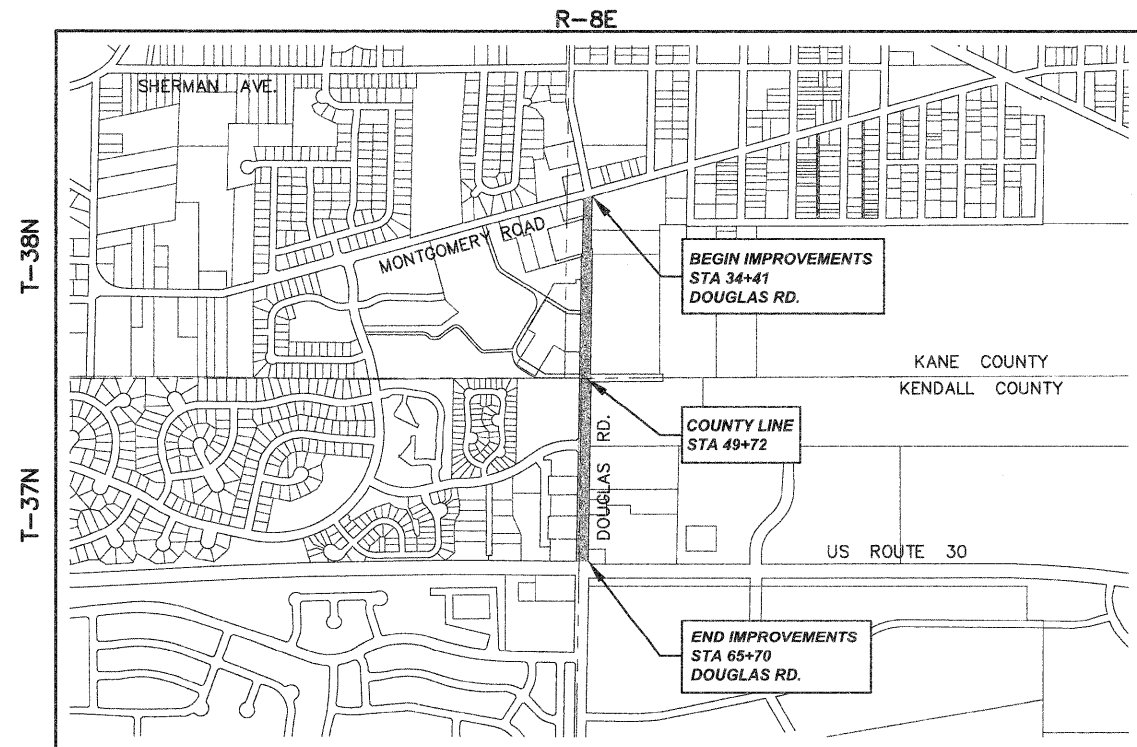 R-8E
SHERMAN AVE.
T-38N
MONTGOMERY ROAD
BEGIN IMPROVEMENTS
STA 34+41
DOUGLAS RD.
KANE COUNTY
KENDALL COUNTY
COUNTY LINE
STA 49+72
T-37N
DOUGLAS RD.
US ROUTE 30
END IMPROVEMENTS
STA 65+70
DOUGLAS RD.